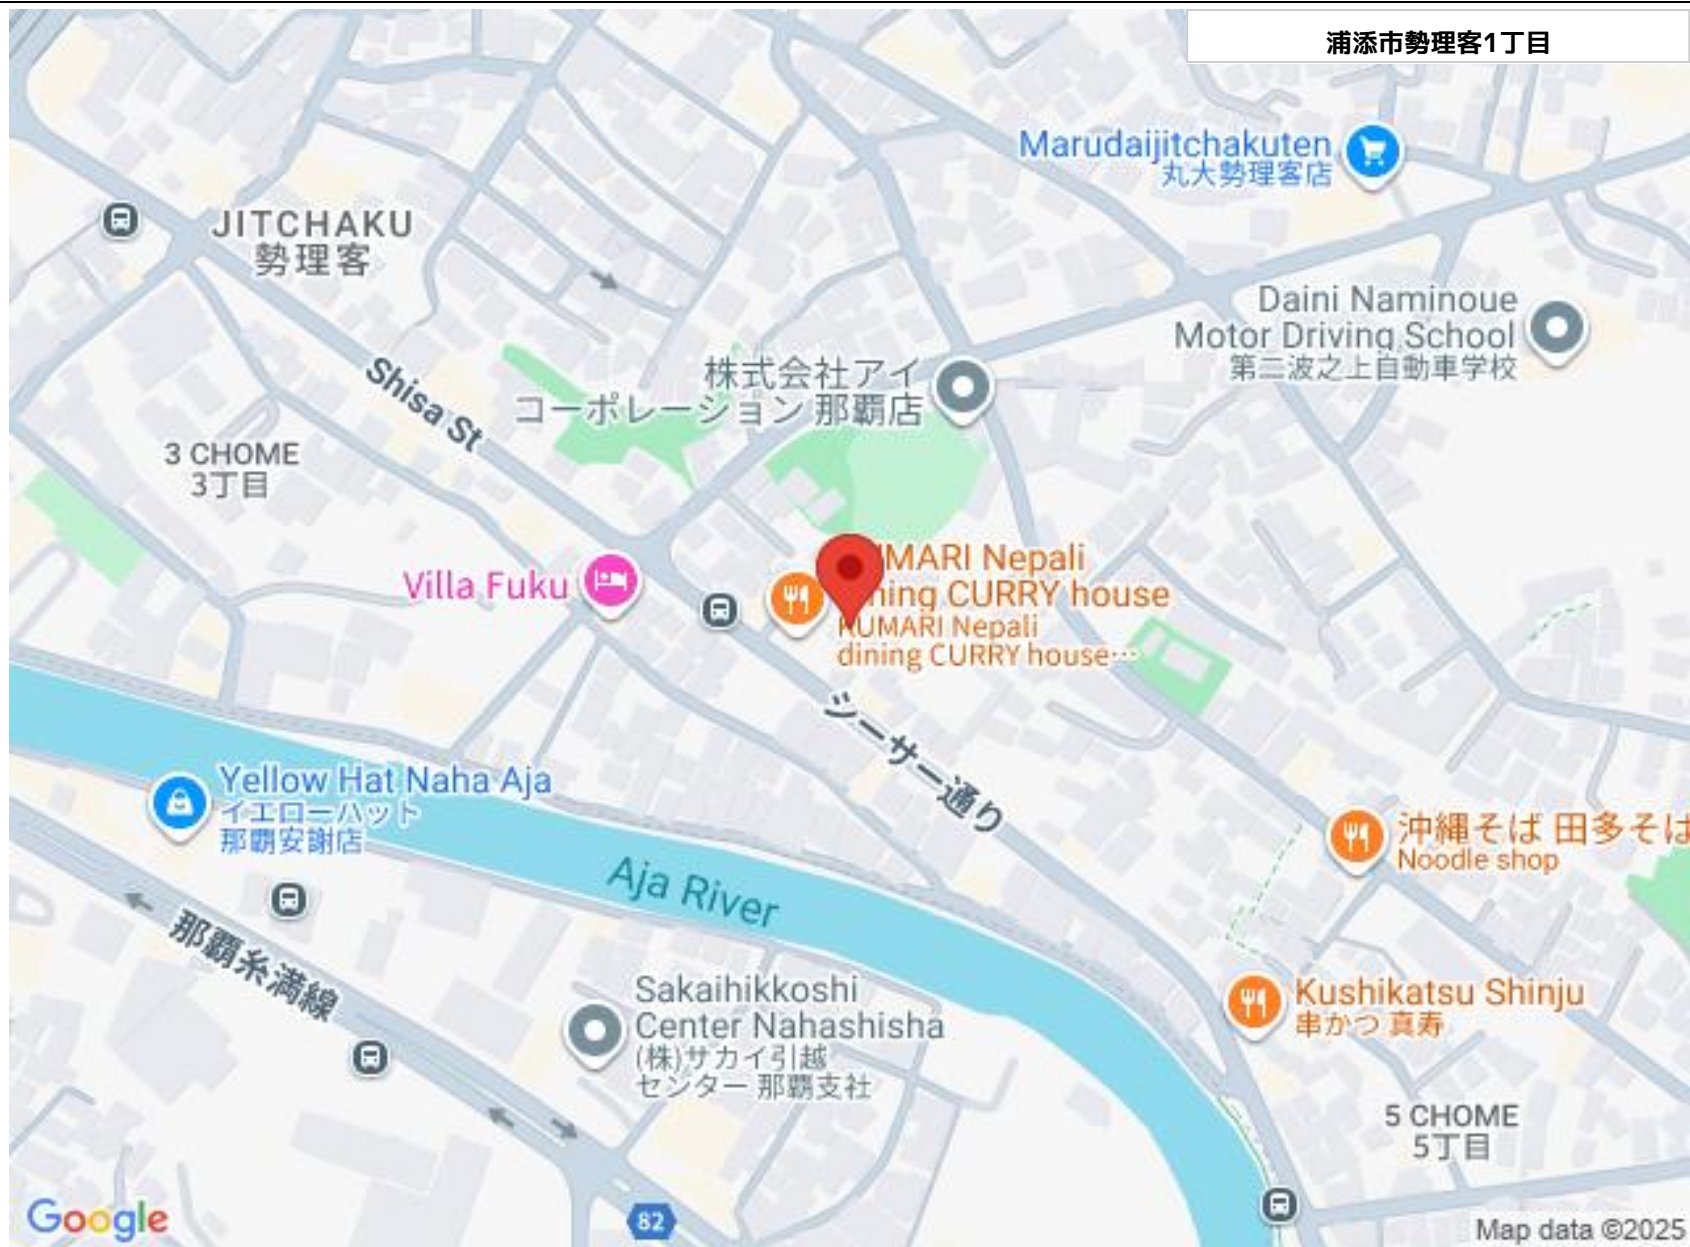 浦添市勢理客1丁目
Marudaijitchakuten
丸大勢理客店
JITCHAKU
勢理客
Daini Naminoue
Motor Driving School
第二波之上自動車学校
株式会社アイ
コーポレーション 那覇店
Shisa St
3 CHOME
3丁目
UMARI Nepali
ning CURRY house
KUMARI Nepali
dining CURRY house…
Villa Fuku
シーサー通り
Yellow Hat Naha Aja
イエローハット
那覇安謝店
沖縄そば 田多そば
Noodle shop
Aja River
那覇糸満線
Sakaihikkoshi
Center Nahashisha
(株)サカイ引越
センター 那覇支社
Kushikatsu Shinju
串かつ 真寿
5 CHOME
5丁目
82
Google
Map data ©2025